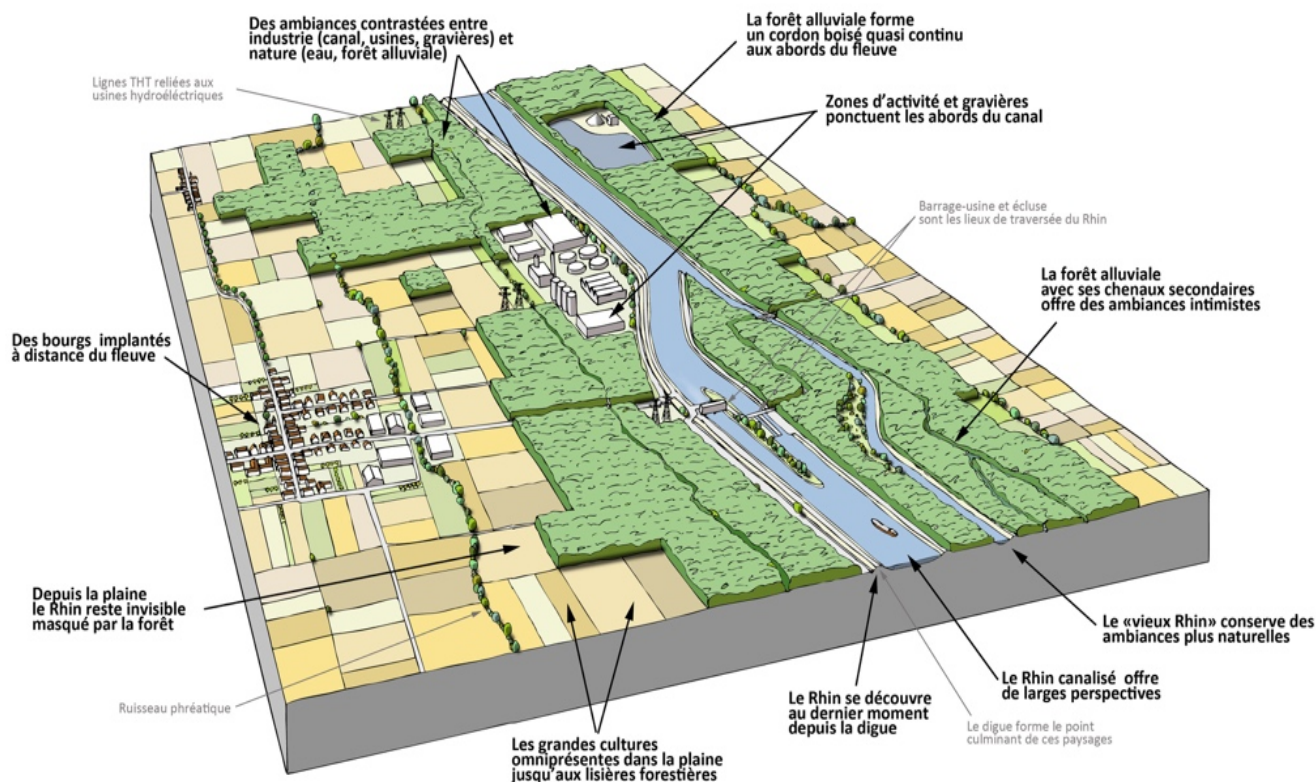 Des ambiances contrastées entre
industrie (canal, usines, gravières) et
nature (eau, forêt alluviale)
La forêt alluviale forme
un cordon boisé quasi continu
aux abords du fleuve
Lignes THT reliées aux
usines hydroéléctriques
Zones d'activité et gravières
ponctuent les abords du canal
Barrage-usine et écluse
sont les lieux de traversée du Rhin
La forêt alluviale
avec ses chenaux secondaires
offre des ambiances intimistes
Des bourgs implantés
à distance du fleuve
Depuis la plaine
le Rhin reste invisible
masqué par la forêt
Le «vieux Rhin» conserve des
ambiances plus naturelles
Le Rhin canalisé offre
de larges perspectives
Ruisseau phréatique
Le Rhin se découvre
au dernier moment
depuis la digue
Le digue forme le point
culminant de ces paysages
Les grandes cultures
omniprésentes dans la plaine
jusqu'aux lisières forestières